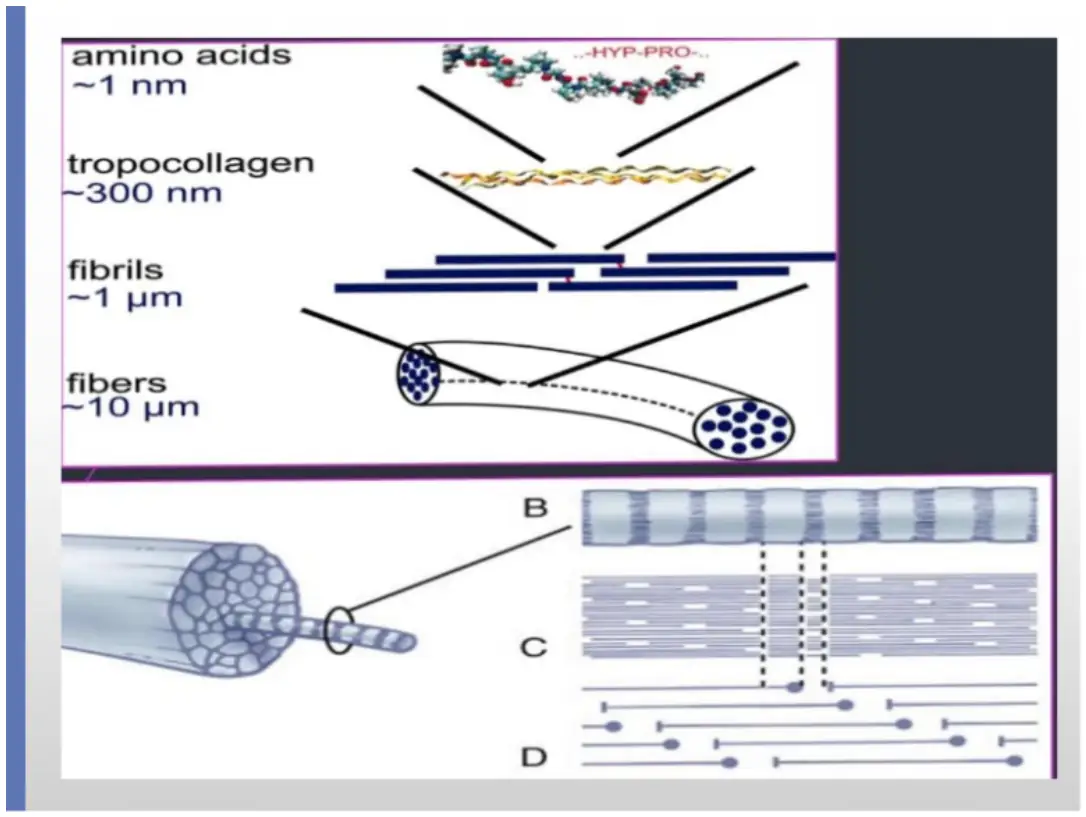 amino acids
~1 nm
..-HYP-PRO-..
tropocollagen
~300 nm
fibrils
~1 μm
fibers
~10 μm
B
C
D